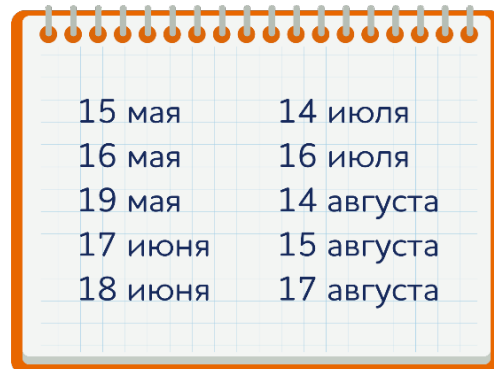 15 мая
16 мая
19 мая
17 июня
18 июня
14 июля
16 июля
14 августа
15 августа
17 августа